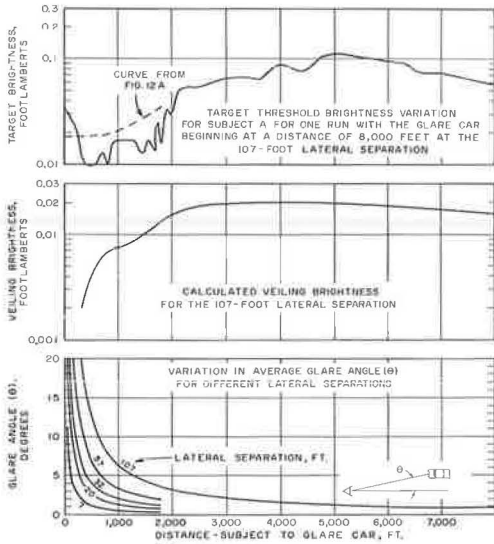 0.3
0.1
0.01
TARGET BRIGHTNESS,
FOOTLAMBERTS
CURVE FROM
FIG. 12A
TARGET THRESHOLD BRIGHTNESS VARIATION
FOR SUBJECT A FOR ONE RUN WITH THE GLARE CAR
BEGINNING AT A DISTANCE OF 8,000 FEET AT THE
107-FOOT LATERAL SEPARATION
0.03
0.02
0.01
0.001
VEILING BRIGHTNESS,
FOOTLAMBERTS
CALCULATED VEILING BRIGHTNESS
FOR THE 107-FOOT LATERAL SEPARATION
20
15
10
5
0
GLARE ANGLE (θ),
DEGREES
VARIATION IN AVERAGE GLARE ANGLE (θ)
FOR DIFFERENT LATERAL SEPARATIONS
107
LATERAL SEPARATION, FT.
57
32
20
7
θ
0 1,000 2,000 3,000 4,000 5,000 6,000 7,000
DISTANCE-SUBJECT TO GLARE CAR, FT.